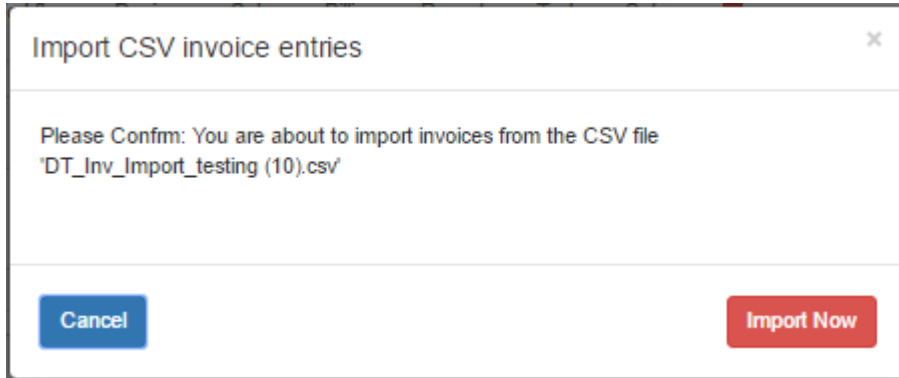 Import CSV invoice entries
×
Please Confrm: You are about to import invoices from the CSV file
'DT_Inv_Import_testing (10).csv'
Cancel
Import Now